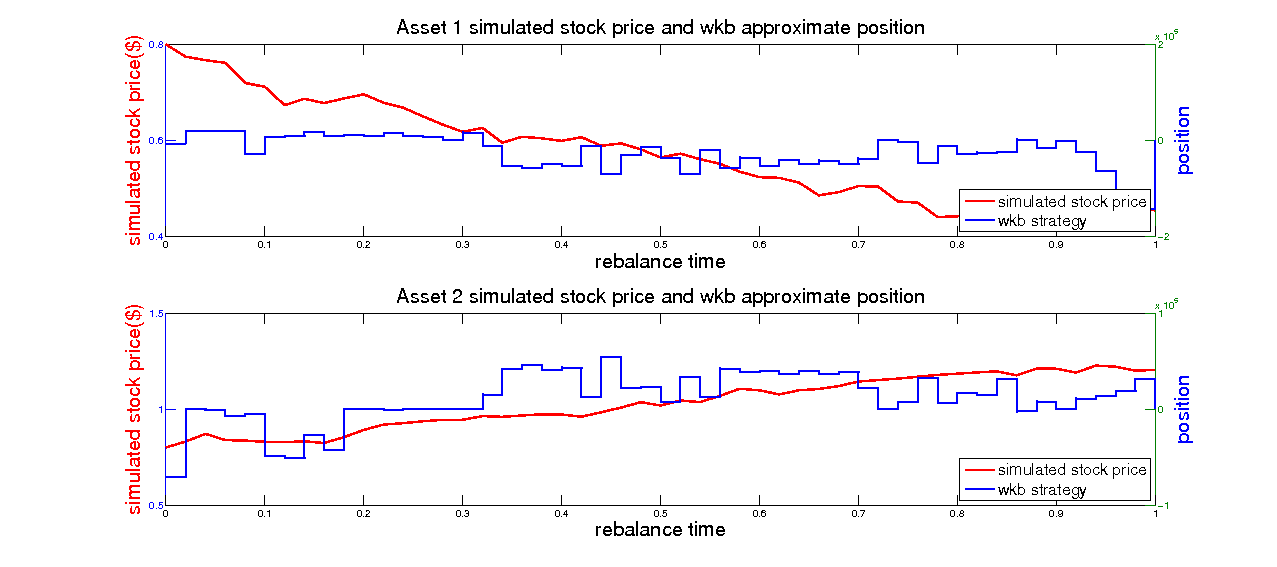 Asset 1 simulated stock price and wkb approximate position
simulated stock price($)
0.8
0.6
0.4
x 10
2
0
-2
position
simulated stock price
wkb strategy
0 0.1 0.2 0.3 0.4 0.5 0.6 0.7 0.8 0.9 1
rebalance time
Asset 2 simulated stock price and wkb approximate position
simulated stock price($)
1.5
1
0.5
x 10
1
0
-1
position
simulated stock price
wkb strategy
0 0.1 0.2 0.3 0.4 0.5 0.6 0.7 0.8 0.9 1
rebalance time